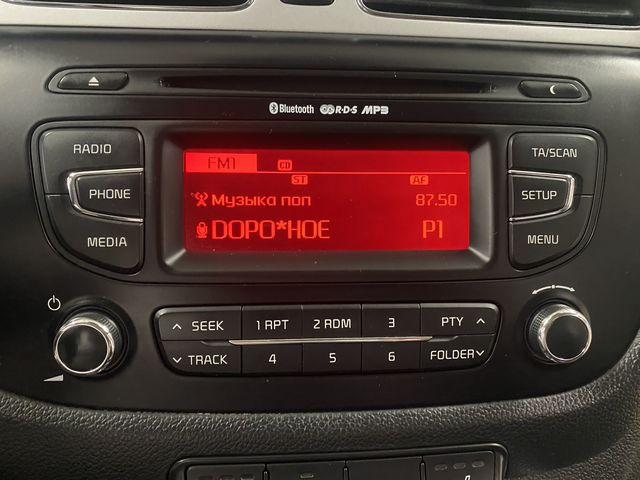 Bluetooth R·D·S MP3
RADIO
PHONE
MEDIA
FM1 CD
ST AF
Музыка поп 87.50
DOPO*HOE P1
TA/SCAN
SETUP
MENU
SEEK 1 RPT 2 RDM 3 PTY
TRACK 4 5 6 FOLDER